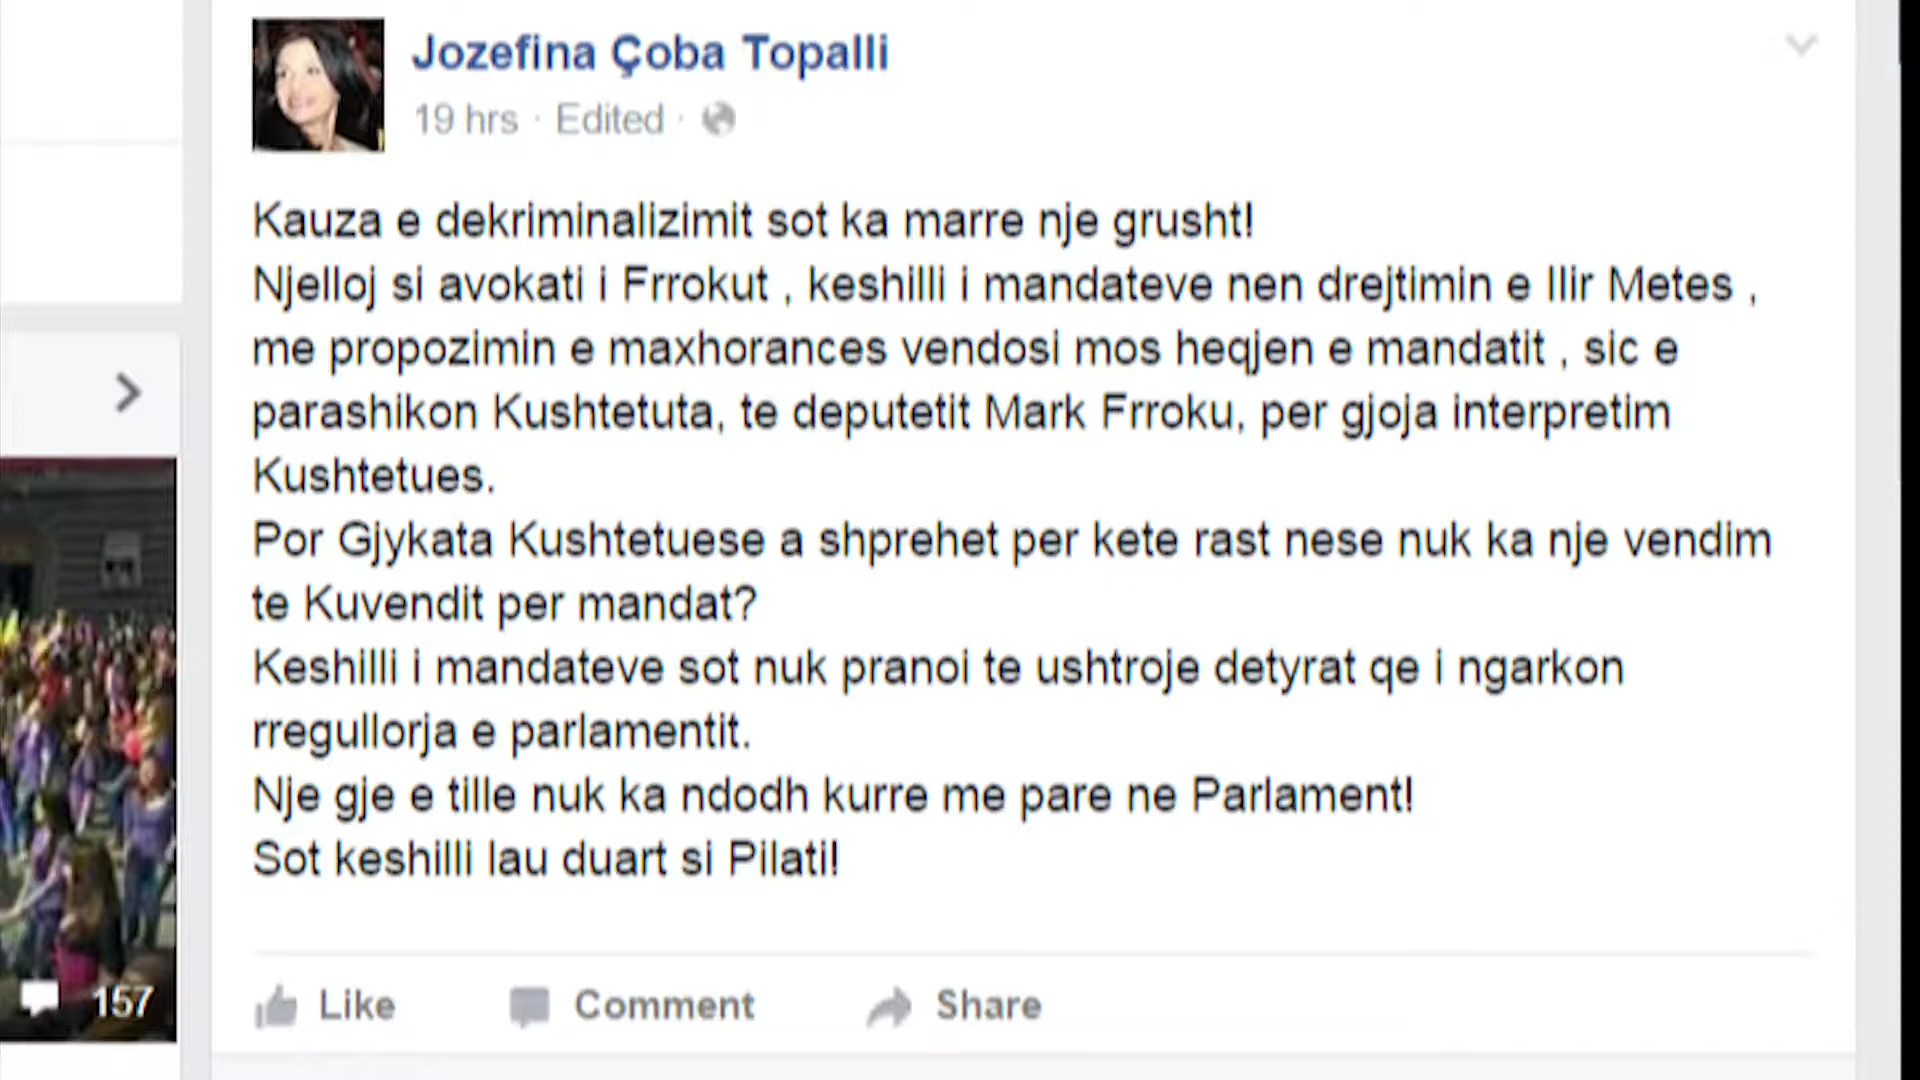 Jozefina Çoba Topalli
19 hrs · Edited ·
Kauza e dekriminalizimit sot ka marre nje grusht!
Njelloj si avokati i Frrokut , keshilli i mandateve nen drejtimin e Ilir Metes ,
me propozimin e maxhorances vendosi mos heqjen e mandatit , sic e
parashikon Kushtetuta, te deputetit Mark Frroku, per gjoja interpretim
Kushtetues.
Por Gjykata Kushtetuese a shprehet per kete rast nese nuk ka nje vendim
te Kuvendit per mandat?
Keshilli i mandateve sot nuk pranoi te ushtroje detyrat qe i ngarkon
rregullorja e parlamentit.
Nje gje e tille nuk ka ndodh kurre me pare ne Parlament!
Sot keshilli lau duart si Pilati!
157
Like Comment Share